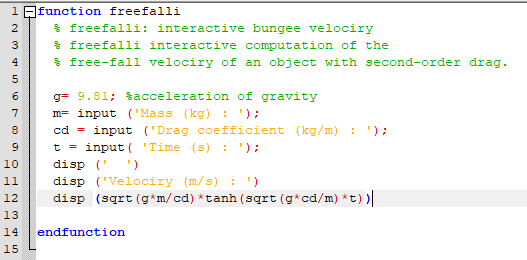 1 function freefalli
2 % freefalli: interactive bungee velociry
3 % freefalli interactive computation of the
4 % free-fall velociry of an object with second-order drag.
5
6 g= 9.81; %acceleration of gravity
7 m= input ('Mass (kg) : ');
8 cd = input ('Drag coefficient (kg/m) : ');
9 t = input( 'Time (s) : ');
10 disp (' ')
11 disp ('Velociry (m/s) : ')
12 disp (sqrt(g*m/cd)*tanh(sqrt(g*cd/m)*t))
13
14 endfunction
15